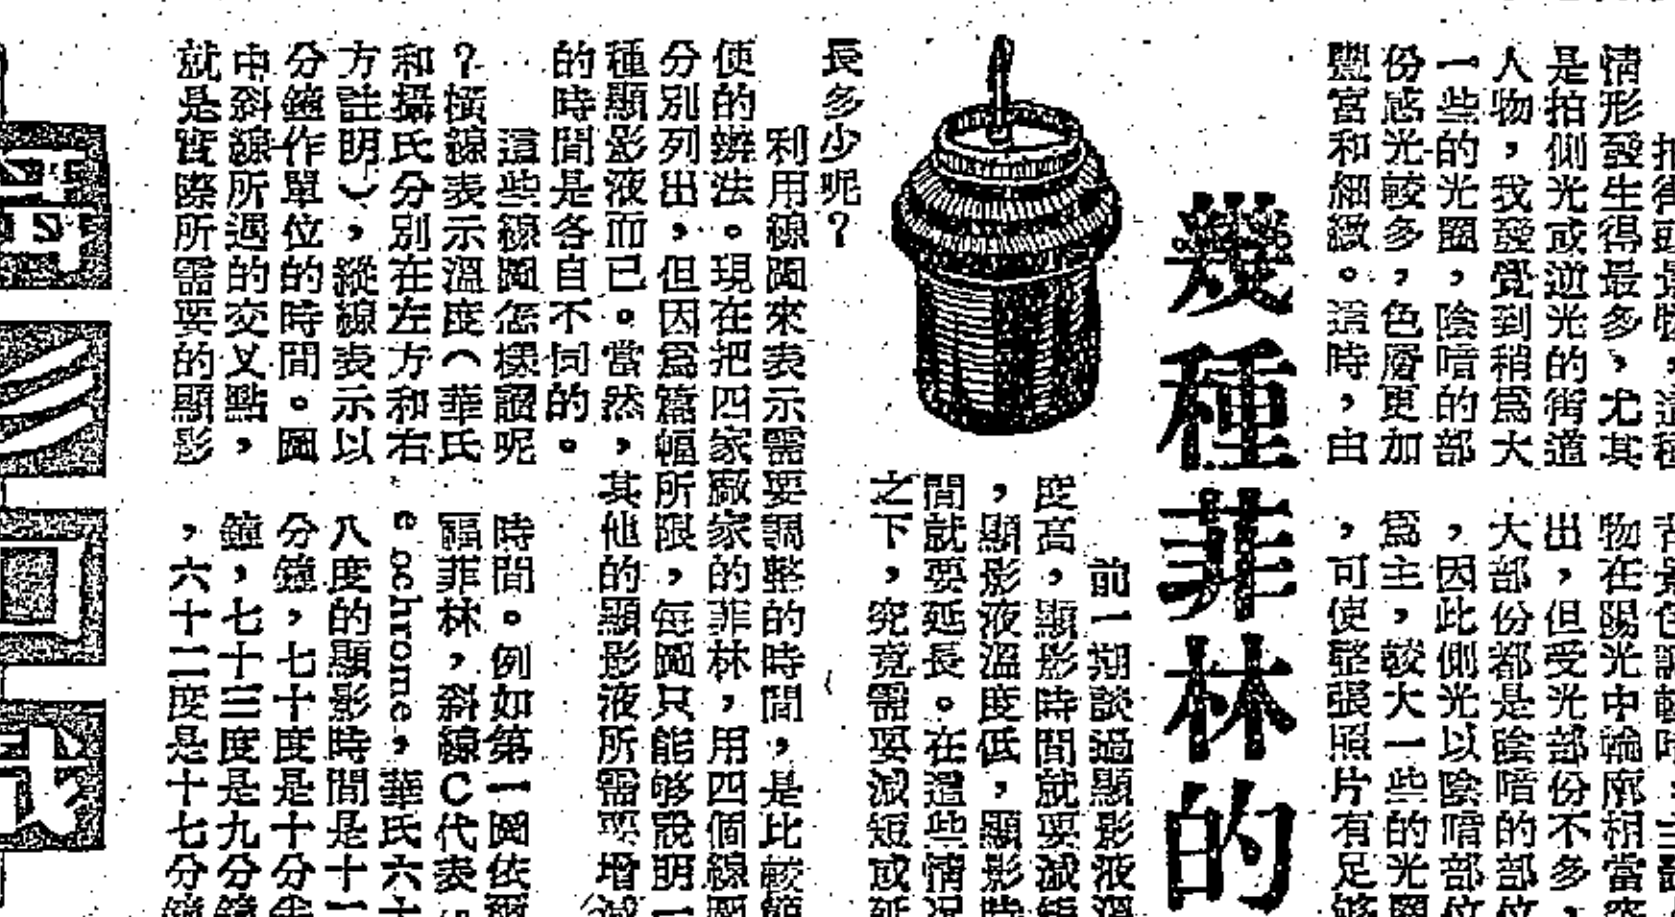 情形發生得最多、尤其
是拍側光或逆光的街道
人物，我發覺到稍爲大
一些的光圈，陰暗的部
份感光較多，色層更加
豐富和細緻。這時，由
物在陽光中輪廓相當突
出，但受光部份不多，
大部份都是陰暗的部位
，因此側光以陰暗部位
爲主，較大一些的光圈
，可使整張照片有足够
幾種菲林的
前一期談過顯影液溫
度高，顯影時間就要減縮
，顯影液溫度低，顯影時
間就要延長。在這些情况
之下，究竟需要減短或延
長多少呢？
利用線圖來表示需要調整的時間，是比較簡
使的辦法。現在把四家廠家的菲林，用四個線圖
分別列出，但因爲篇幅所限，每圖只能够說明一
種顯影液而已。當然，其他的顯影液所需要增減
的時間是各自不同的。
這些線圖怎樣讀呢
？橫線表示溫度（華氏
和攝氏分別在左方和右
方註明），縱線表示以
分鐘作單位的時間。圖
中斜線所遇的交叉點，
就是實際所需要的顯影
時間。例如第一圖依爾
福菲林，斜線C代表
e ochrome，華氏六十
八度的顯影時間是十一
分鐘，七十度是十分半
鐘，七十三度是九分鐘
，六十二度是十七分鐘